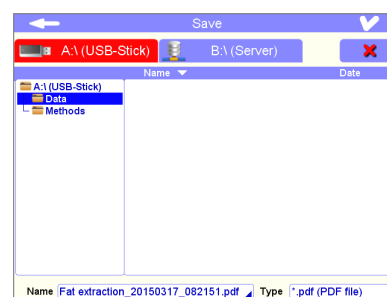 Save
A:\ (USB-Stick) B:\ (Server)
Name Date
A:\ (USB-Stick)
Data
Methods
Name Fat extraction_20150317_082151.pdf Type *.pdf (PDF file)